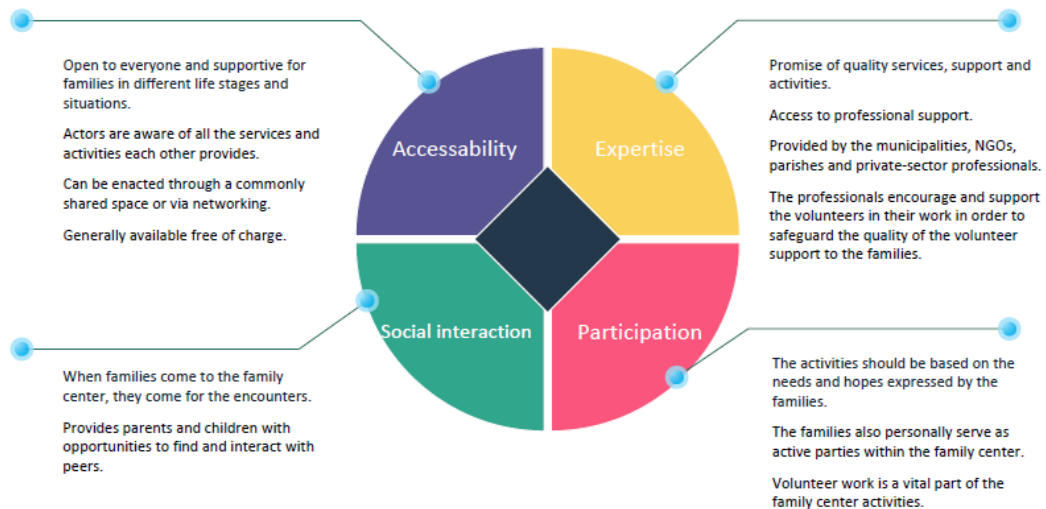 Open to everyone and supportive for
families in different life stages and
situations.
Actors are aware of all the services and
activities each other provides.
Can be enacted through a commonly
shared space or via networking.
Generally available free of charge.
Accessability
Expertise
Promise of quality services, support and
activities.
Access to professional support.
Provided by the municipalities, NGOs,
parishes and private-sector professionals.
The professionals encourage and support
the volunteers in their work in order to
safeguard the quality of the volunteer
support to the families.
Social interaction
Participation
When families come to the family
center, they come for the encounters.
Provides parents and children with
opportunities to find and interact with
peers.
The activities should be based on the
needs and hopes expressed by the
families.
The families also personally serve as
active parties within the family center.
Volunteer work is a vital part of the
family center activities.